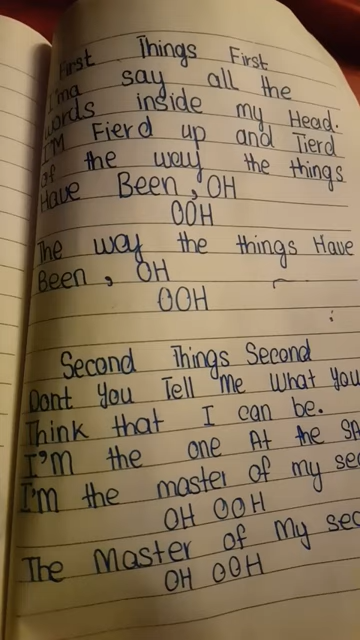 First Things First
I'ma say all the
words inside my Head.
I'M Fierd up and Tierd
of the way the things
Have Been , OH
OOH
The way the things Have
Been , OH
OOH
Second Things Second
Dont You Tell Me What You
Think that I can be.
I'M the one At the SA
I'm the master of my sea
OH OOH
The Master of My sea
OH OOH